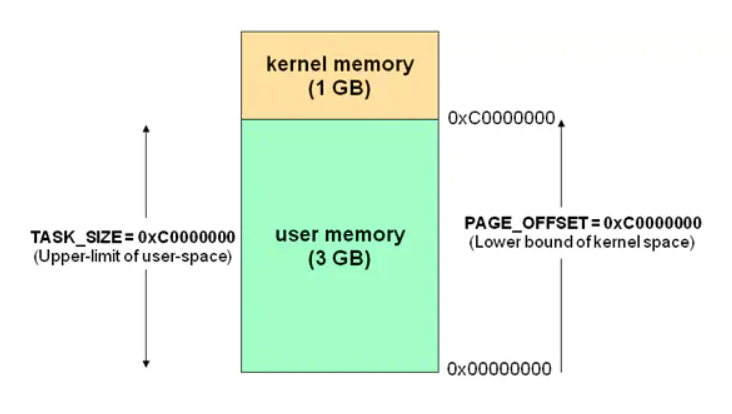 kernel memory
(1 GB)
0xC0000000
TASK_SIZE = 0xC0000000
(Upper-limit of user-space)
user memory
(3 GB)
PAGE_OFFSET = 0xC0000000
(Lower bound of kernel space)
0x00000000